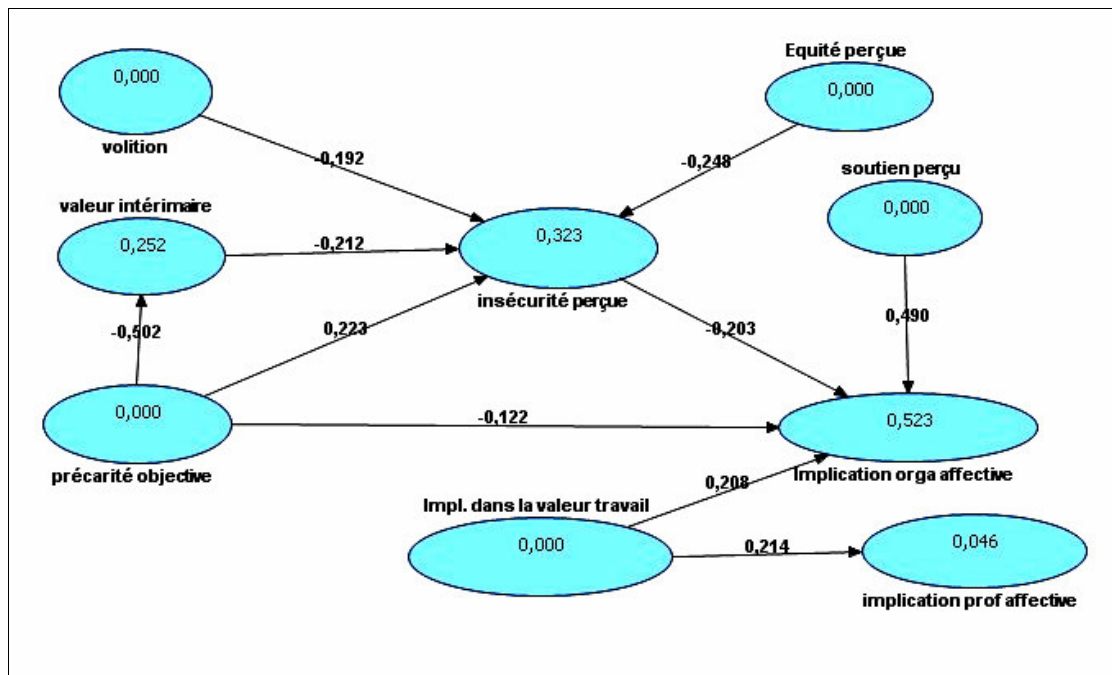 Equité perçue
0,000
0,000
volition
-0,192
-0,248
soutien perçu
0,000
valeur intérimaire
0,252
-0,212
0,323
insécurité perçue
-0,502
0,223
-0,203
0,490
0,000
précarité objective
-0,122
0,523
Implication orga affective
Impl. dans la valeur travail
0,208
0,000
0,214
0,046
implication prof affective